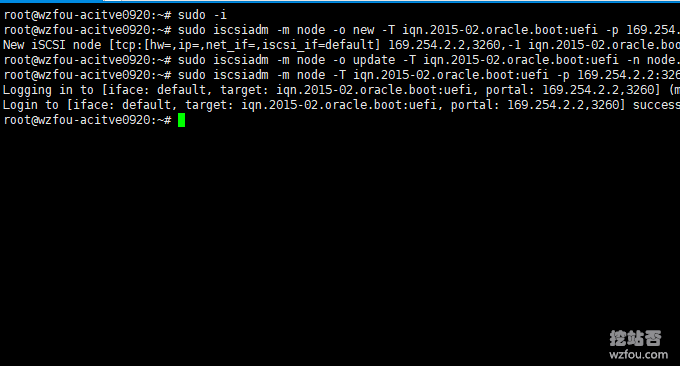 root@wzfou-acitve0920:~# sudo -i
root@wzfou-acitve0920:~# sudo iscsiadm -m node -o new -T iqn.2015-02.oracle.boot:uefi -p 169.254.
New iSCSI node [tcp:[hw=,ip=,net_if=,iscsi_if=default] 169.254.2.2,3260,-1 iqn.2015-02.oracle.boo
root@wzfou-acitve0920:~# sudo iscsiadm -m node -o update -T iqn.2015-02.oracle.boot:uefi -n node.
root@wzfou-acitve0920:~# sudo iscsiadm -m node -T iqn.2015-02.oracle.boot:uefi -p 169.254.2.2:326
Logging in to [iface: default, target: iqn.2015-02.oracle.boot:uefi, portal: 169.254.2.2,3260] (m
Login to [iface: default, target: iqn.2015-02.oracle.boot:uefi, portal: 169.254.2.2,3260] success
root@wzfou-acitve0920:~#
挖站否
wzfou.com